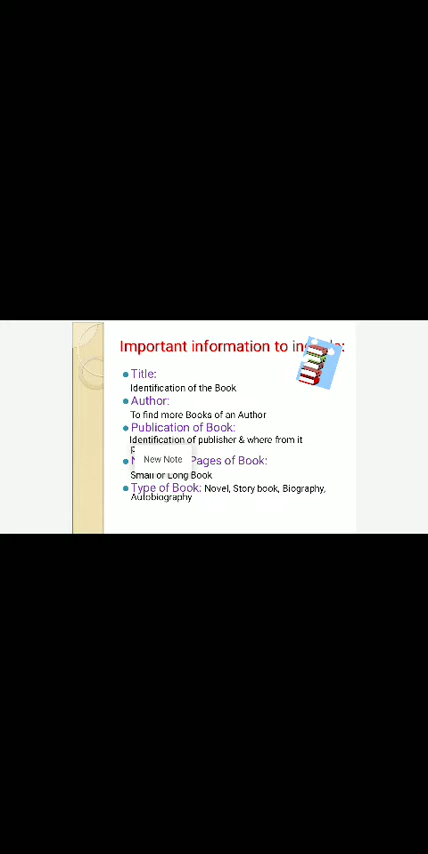 Important information to
Title:
Identification of the Book
Author:
To find more Books of an Author
Publication of Book:
Identification of publisher & where from it
New Note
Pages of Book:
Small or Long Book
Type of Book: Novel, Story book, Biography,
Autobiography